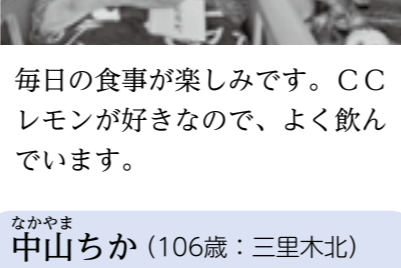 毎日の食事が楽しみです。ＣＣ
レモンが好きなので、よく飲ん
でいます。
なかやま
中山ちか（106歳：三里木北）